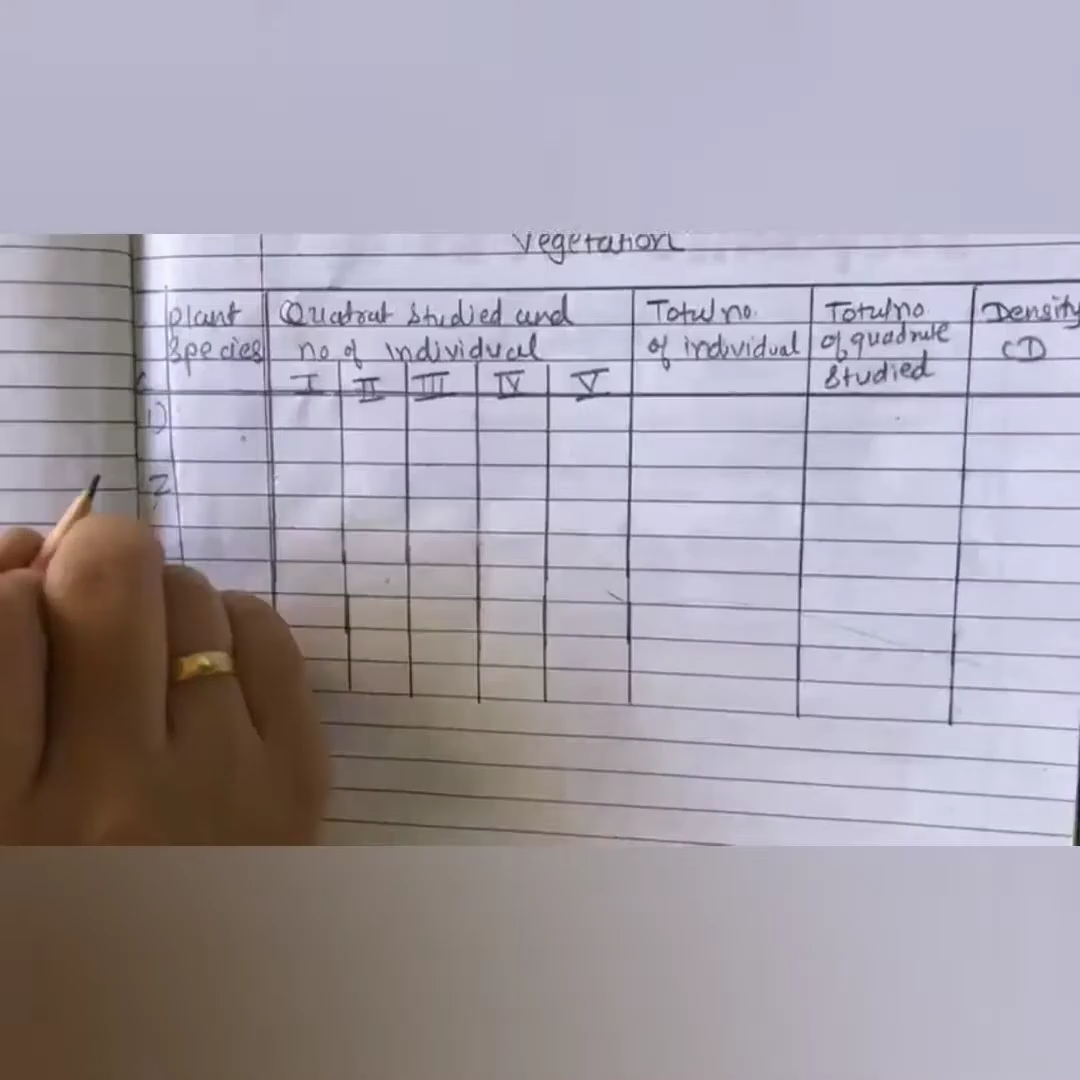 Vegetation
Plant species
Quatrat studied and no of individual
I II III IV V
Total no. of individual
Total no of quadrute studied
Density (D
1)
2